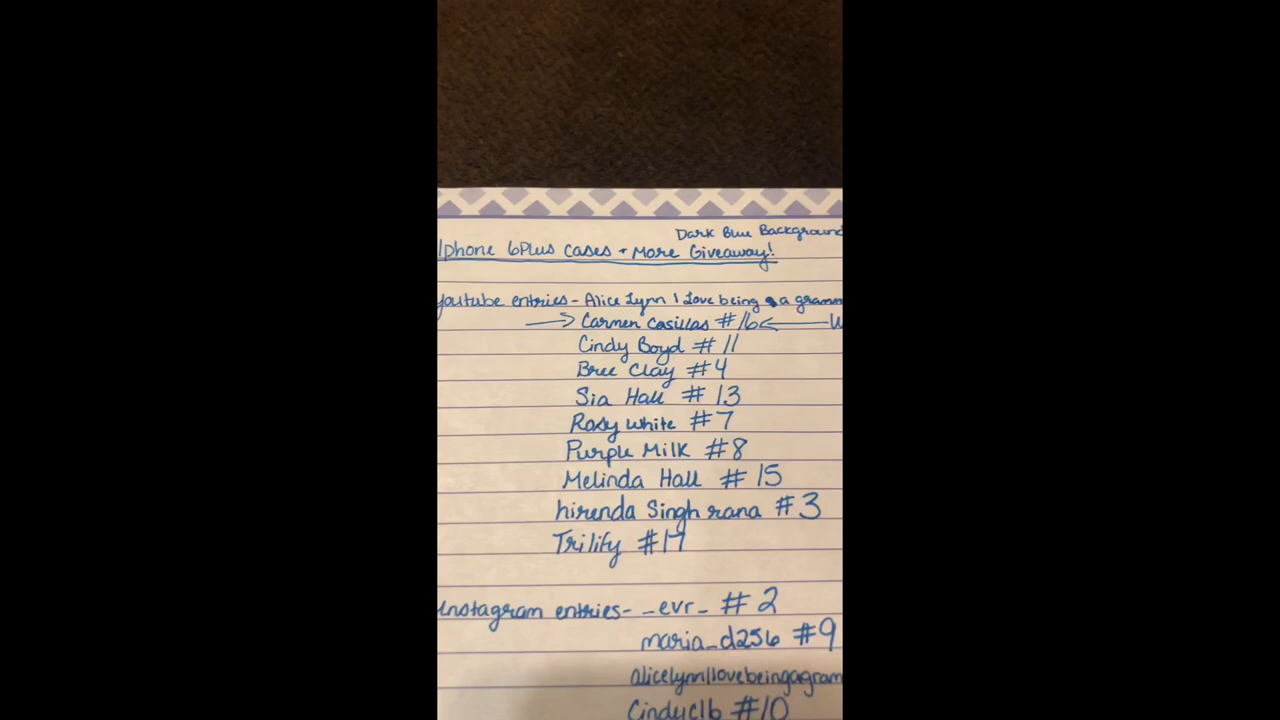 Dark Blue Background
Iphone 6Plus Cases + More Giveaway!
Youtube entries - Alice Lynn I Love being a gramm
Carmen Casillas #16
Cindy Boyd #11
Bree Clay #4
Sia Hall #13
Rosy White #7
Purple Milk #8
Melinda Hall #15
hirenda Singh rana #3
Trilify #17
Instagram entries- _evr_ #2
maria_d256 #9
alicelynnilovebeingagram
Cindyclb #10